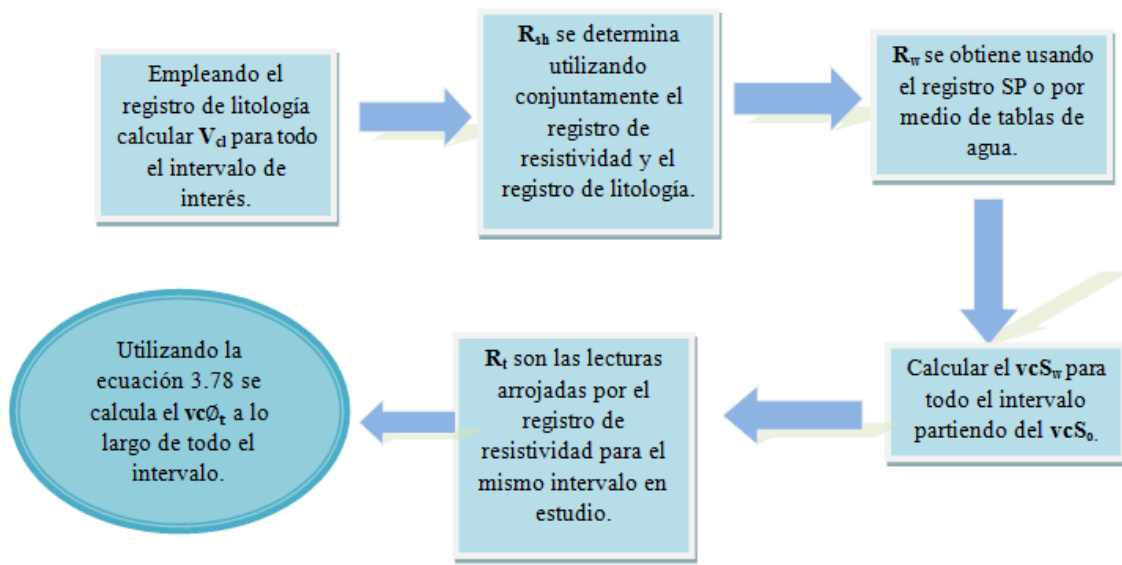 Empleando el
registro de litología
calcular Vcl para todo
el intervalo de
interés.
Rsh se determina
utilizando
conjuntamente el
registro de
resistividad y el
registro de litología.
Rw se obtiene usando
el registro SP o por
medio de tablas de
agua.
Calcular el vcSw para
todo el intervalo
partiendo del vcSo.
Rt son las lecturas
arrojadas por el
registro de
resistividad para el
mismo intervalo en
estudio.
Utilizando la
ecuación 3.78 se
calcula el vcØt a lo
largo de todo el
intervalo.